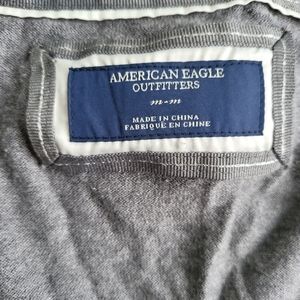 AMERICAN EAGLE
OUTFITTERS
m - m
MADE IN CHINA
FABRIQUÉ EN CHINE